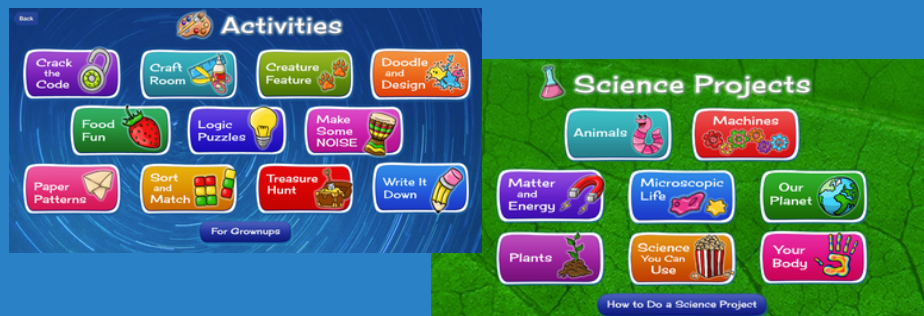 Back
Activities
Crack
the
Code
Craft
Room
Creature
Feature
Doodle
and
Design
Food
Fun
Logic
Puzzles
Make
Some
NOISE
Paper
Patterns
Sort
and
Match
Treasure
Hunt
Write It
Down
For Grownups
Science Projects
Animals
Machines
Matter
and
Energy
Microscopic
Life
Our
Planet
Plants
Science
You Can
Use
Your
Body
How to Do a Science Project